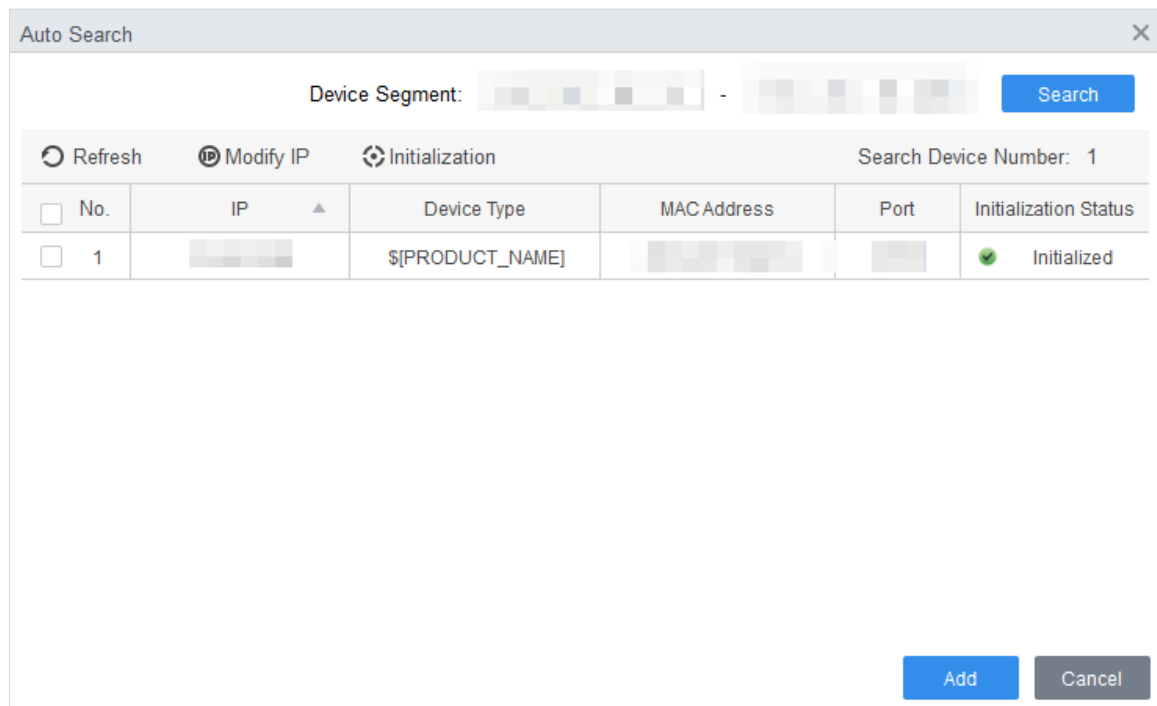 Auto Search
Device Segment: - Search
Refresh Modify IP Initialization Search Device Number: 1
No. IP Device Type MAC Address Port Initialization Status
1 $[PRODUCT_NAME] Initialized
Add Cancel